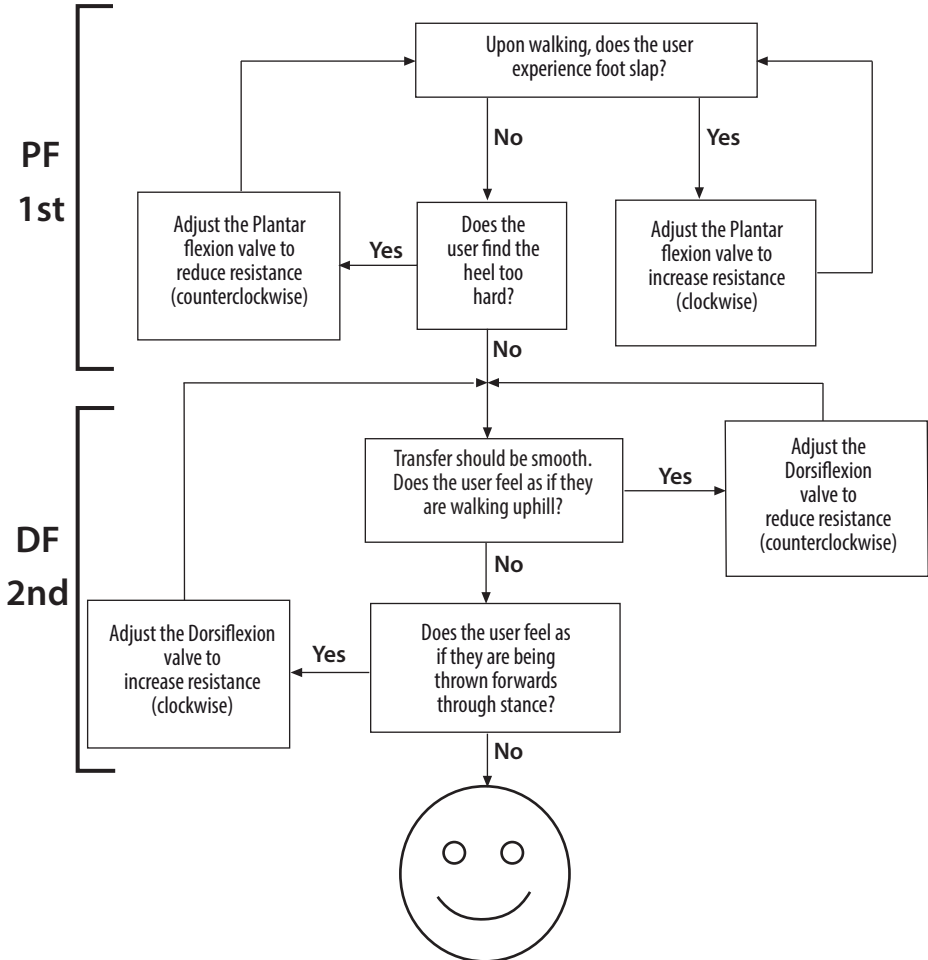 PF
1st
Upon walking, does the user
experience foot slap?
No
Yes
Adjust the Plantar
flexion valve to
reduce resistance
(counterclockwise)
Yes
Does the
user find the
heel too
hard?
Adjust the Plantar
flexion valve to
increase resistance
(clockwise)
No
DF
2nd
Transfer should be smooth.
Does the user feel as if they
are walking uphill?
Yes
Adjust the
Dorsiflexion
valve to
reduce resistance
(counterclockwise)
No
Adjust the Dorsiflexion
valve to
increase resistance
(clockwise)
Yes
Does the user feel as
if they are being
thrown forwards
through stance?
No